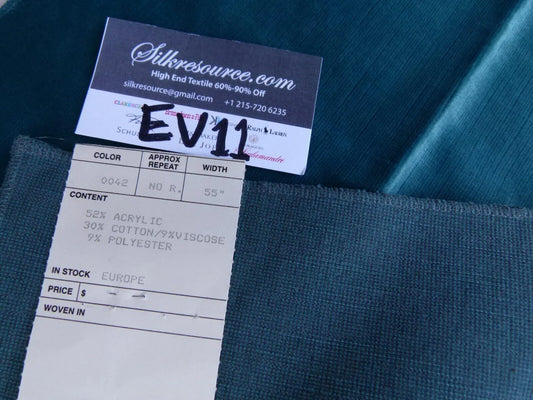 Silkresource.com
High End Textile 60%-90% Off
silkresource@gmail.com +1 215-720 6235
RALPH LAUREN
EV11
COLOR APPROX REPEAT WIDTH
0042 NO R. 55"
CONTENT
52% ACRYLIC
30% COTTON/9%VISCOSE
9% POLYESTER
IN STOCK EUROPE
PRICE $
WOVEN IN